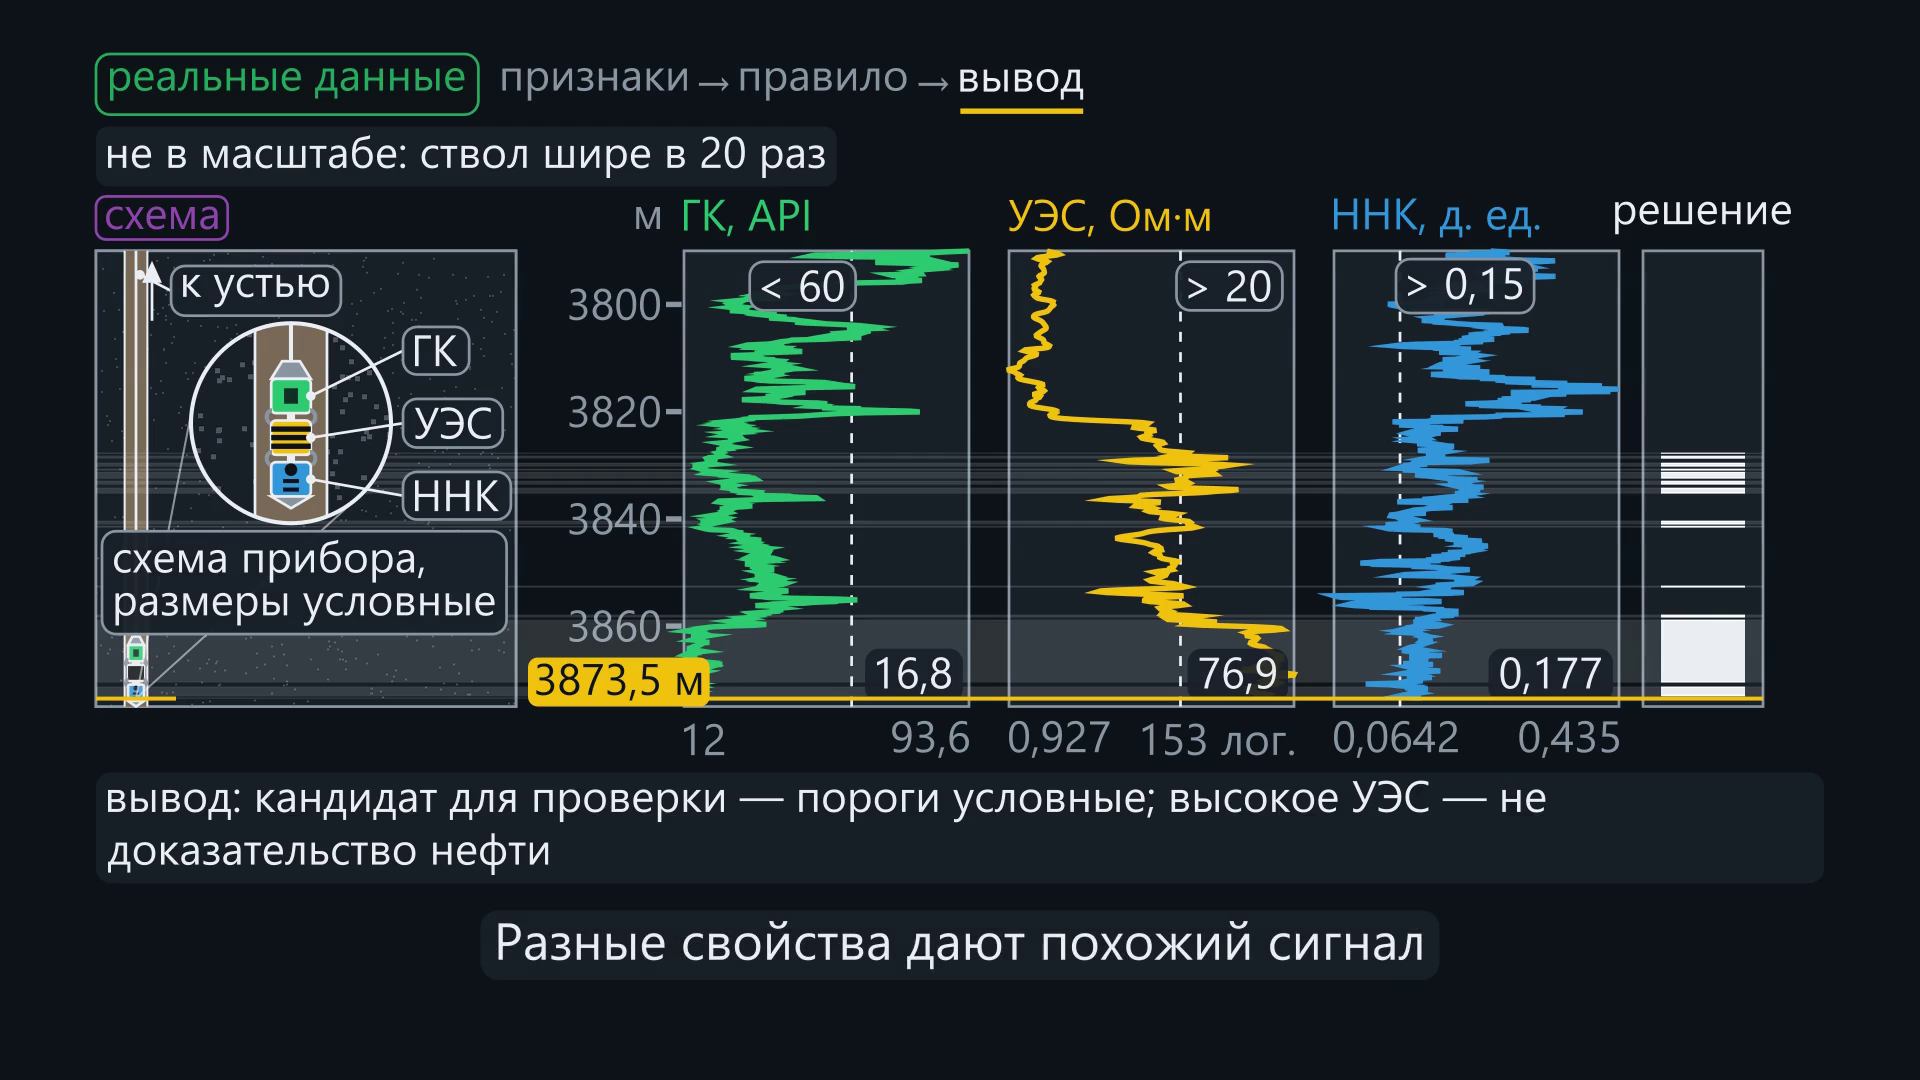 реальные данные признаки → правило → вывод
не в масштабе: ствол шире в 20 раз
схема
м ГК, API УЭС, Ом·м ННК, д. ед. решение
к устью
< 60 > 20 > 0,15
3800
ГК
3820
УЭС
ННК
3840
схема прибора,
размеры условные
3860
3873,5 м 16,8 76,9 0,177
12 93,6 0,927 153 лог. 0,0642 0,435
вывод: кандидат для проверки — пороги условные; высокое УЭС — не
доказательство нефти
Разные свойства дают похожий сигнал